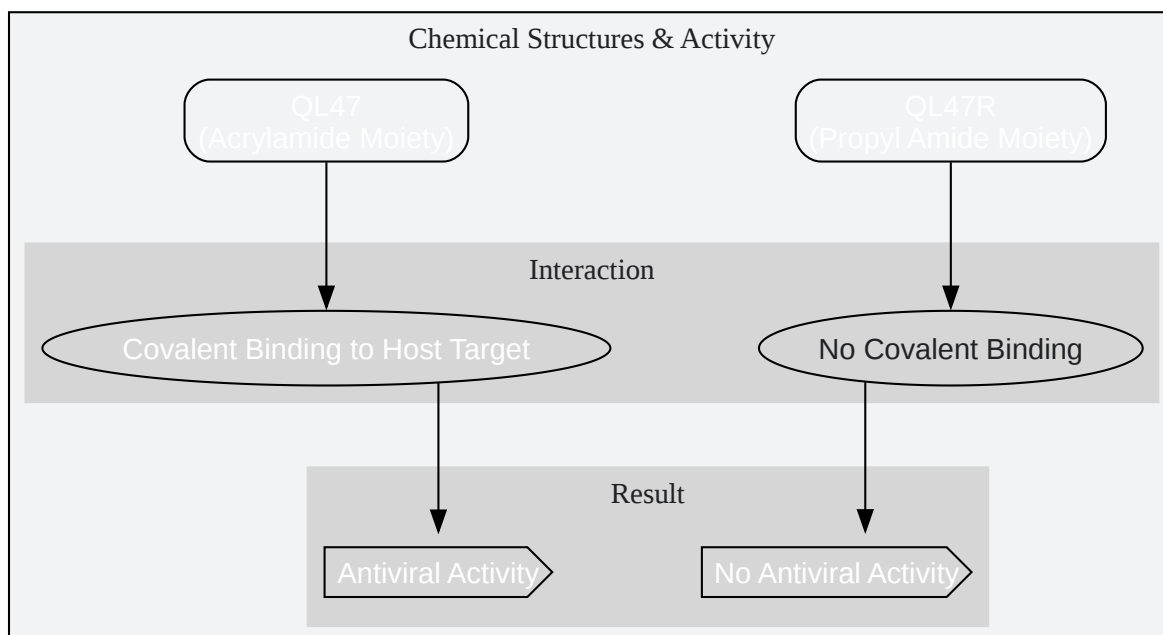 Chemical Structures & Activity
QL47
(Acrylamide Moiety)
QL47R
(Propyl Amide Moiety)
Interaction
Covalent Binding to Host Target
No Covalent Binding
Result
Antiviral Activity
No Antiviral Activity